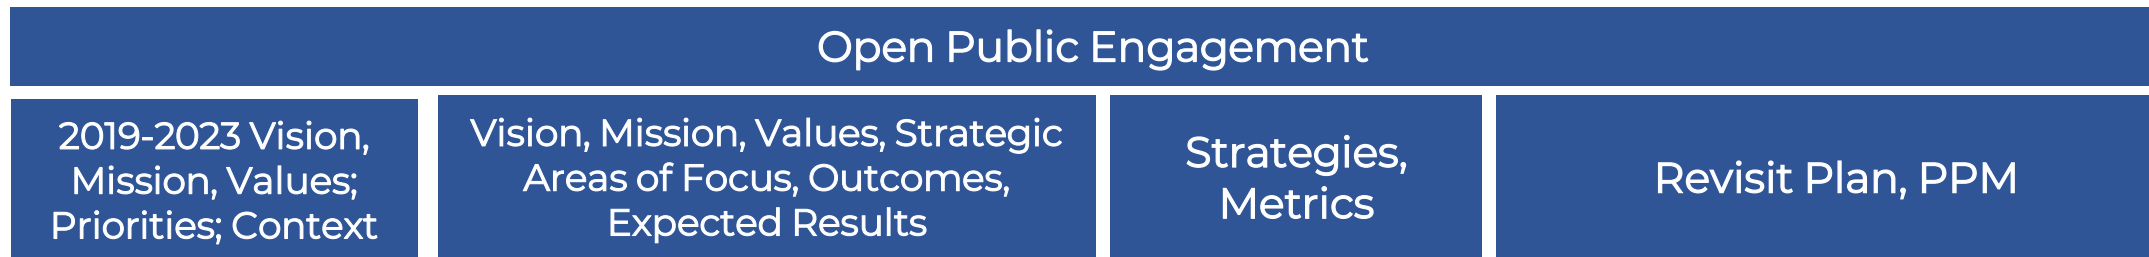 Open Public Engagement
2019-2023 Vision,
Mission, Values;
Priorities; Context
Vision, Mission, Values, Strategic
Areas of Focus, Outcomes,
Expected Results
Strategies,
Metrics
Revisit Plan, PPM